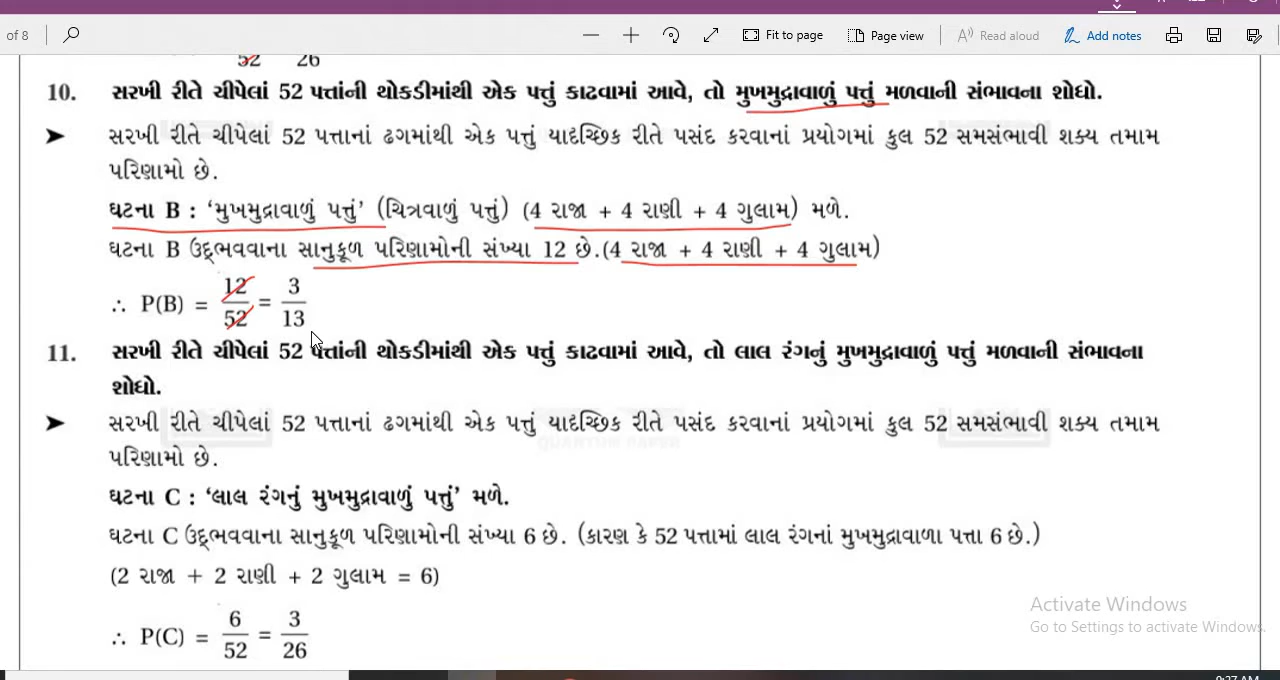 of 8
Fit to page
Page view
Read aloud
Add notes
52 26
10. સરખી રીતે ચીપેલાં 52 પત્તાંની થોકડીમાંથી એક પત્તું કાઢવામાં આવે, તો મુખમુદ્રાવાળું પત્તું મળવાની સંભાવના શોધો.
➤ સરખી રીતે ચીપેલાં 52 પત્તાનાં ઢગમાંથી એક પત્તું યાદચ્છિક રીતે પસંદ કરવાનાં પ્રયોગમાં કુલ 52 સમસંભાવી શક્ય તમામ
પરિણામો છે.
ઘટના B : ‘મુખમુદ્રાવાળું પત્તું’ (ચિત્રવાળું પત્તું) (4 રાજા + 4 રાણી + 4 ગુલામ) મળે.
ઘટના B ઉદ્ભવવાના સાનુકૂળ પરિણામોની સંખ્યા 12 છે.(4 રાજા + 4 રાણી + 4 ગુલામ)
∴ P(B) = 12/52 = 3/13
11. સરખી રીતે ચીપેલાં 52 પત્તાંની થોકડીમાંથી એક પત્તું કાઢવામાં આવે, તો લાલ રંગનું મુખમુદ્રાવાળું પત્તું મળવાની સંભાવના
શોધો.
➤ સરખી રીતે ચીપેલાં 52 પત્તાનાં ઢગમાંથી એક પત્તું યાદચ્છિક રીતે પસંદ કરવાનાં પ્રયોગમાં કુલ 52 સમસંભાવી શક્ય તમામ
પરિણામો છે.
ઘટના C : ‘લાલ રંગનું મુખમુદ્રાવાળું પત્તું’ મળે.
ઘટના C ઉદ્ભવવાના સાનુકૂળ પરિણામોની સંખ્યા 6 છે. (કારણ કે 52 પત્તામાં લાલ રંગનાં મુખમુદ્રાવાળા પત્તા 6 છે.)
(2 રાજા + 2 રાણી + 2 ગુલામ = 6)
∴ P(C) = 6/52 = 3/26
Activate Windows
Go to Settings to activate Windows.